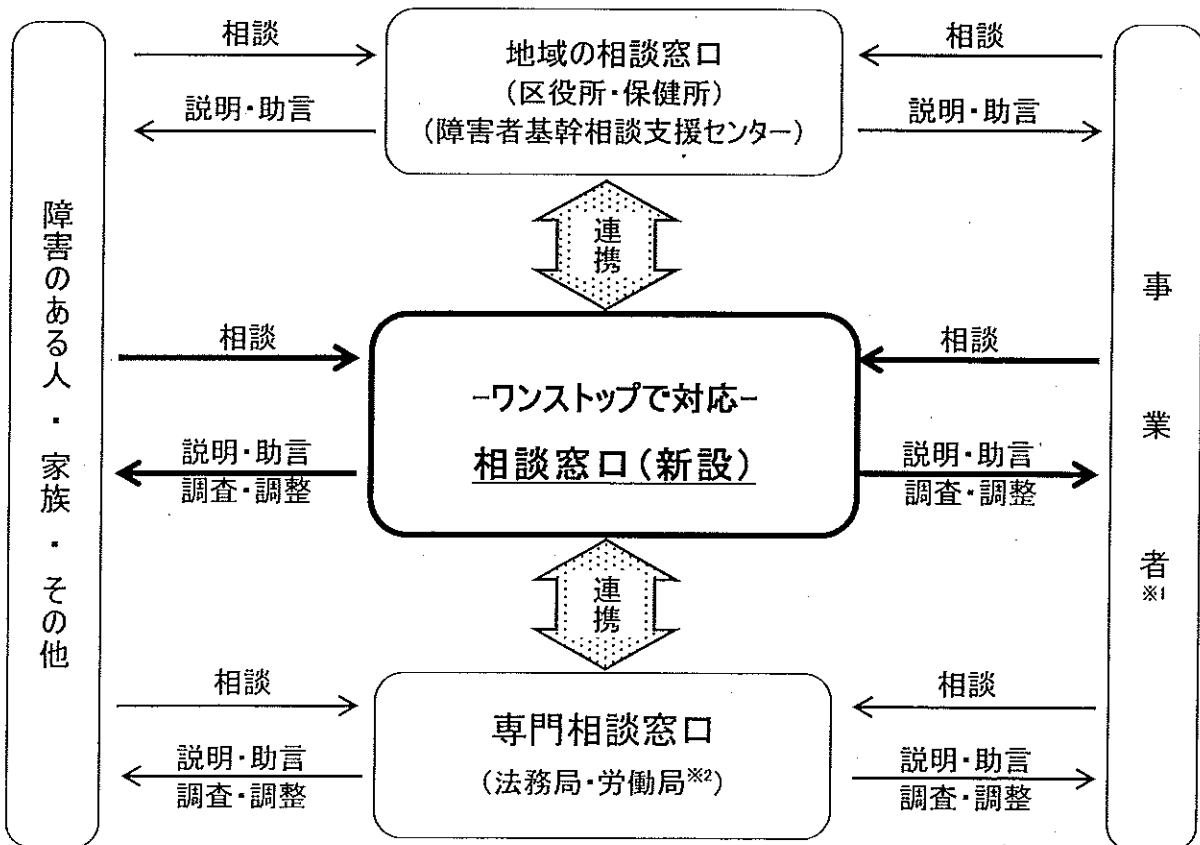 障害のある人・家族・その他
相談
説明・助言
地域の相談窓口
(区役所・保健所)
(障害者基幹相談支援センター)
相談
説明・助言
連携
相談
説明・助言
調査・調整
-ワンストップで対応-
相談窓口(新設)
相談
説明・助言
調査・調整
連携
相談
説明・助言
調査・調整
専門相談窓口
(法務局・労働局※2)
相談
説明・助言
調査・調整
事業者※1